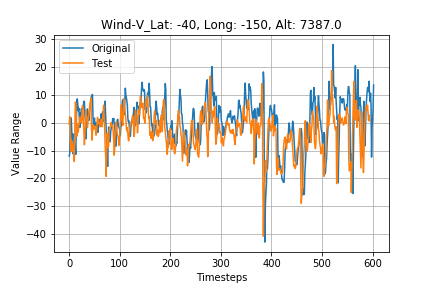 Wind-V_Lat: -40, Long: -150, Alt: 7387.0
Original
Test
Value Range
30
20
10
0
−10
−20
−30
−40
0 100 200 300 400 500 600
Timesteps